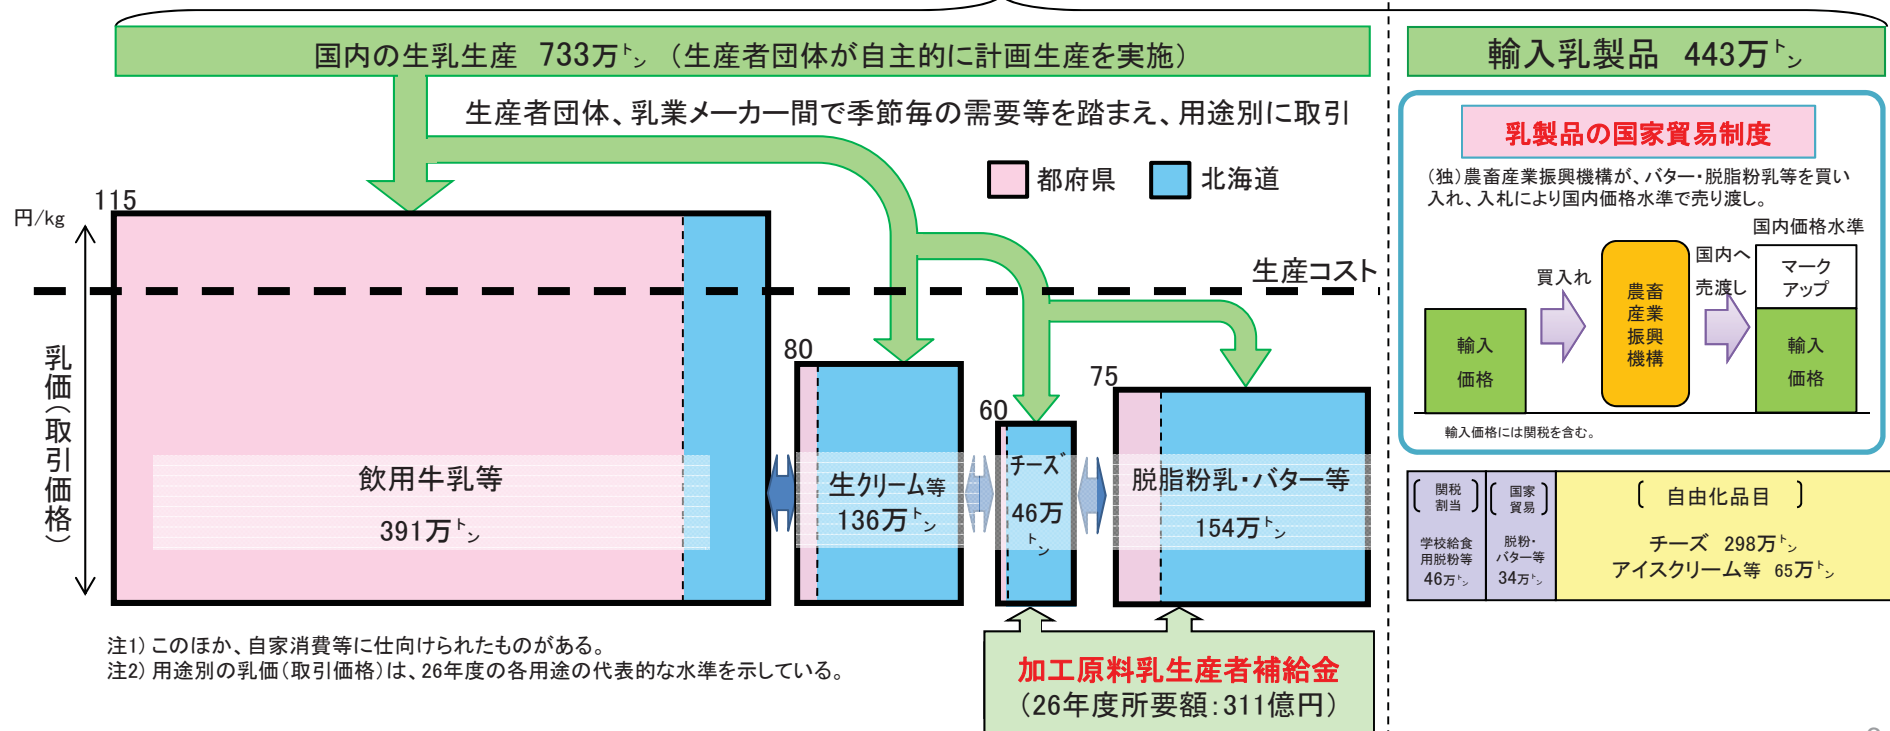 国内の生乳生産 733万㌧ （生産者団体が自主的に計画生産を実施）
輸入乳製品 443万㌧
生産者団体、乳業メーカー間で季節毎の需要等を踏まえ、用途別に取引
都府県
北海道
円/kg
115
生産コスト
乳価（取引価格）
80
60
75
飲用牛乳等
391万㌧
生クリーム等
136万㌧
チーズ
46万
㌧
脱脂粉乳・バター等
154万㌧
注1）このほか、自家消費等に仕向けられたものがある。
注2）用途別の乳価（取引価格）は、26年度の各用途の代表的な水準を示している。
加工原料乳生産者補給金
（26年度所要額：311億円）
乳製品の国家貿易制度
（独）農畜産業振興機構が、バター・脱脂粉乳等を買い
入れ、入札により国内価格水準で売り渡し。
国内価格水準
輸入
価格
買入れ
農畜
産業
振興
機構
国内へ
売渡し
マーク
アップ
輸入
価格
輸入価格には関税を含む。
関税
割当
学校給食
用脱粉等
46万㌧
国家
貿易
脱粉・
バター等
34万㌧
〔 自由化品目 〕
チーズ 298万㌧
アイスクリーム等 65万㌧